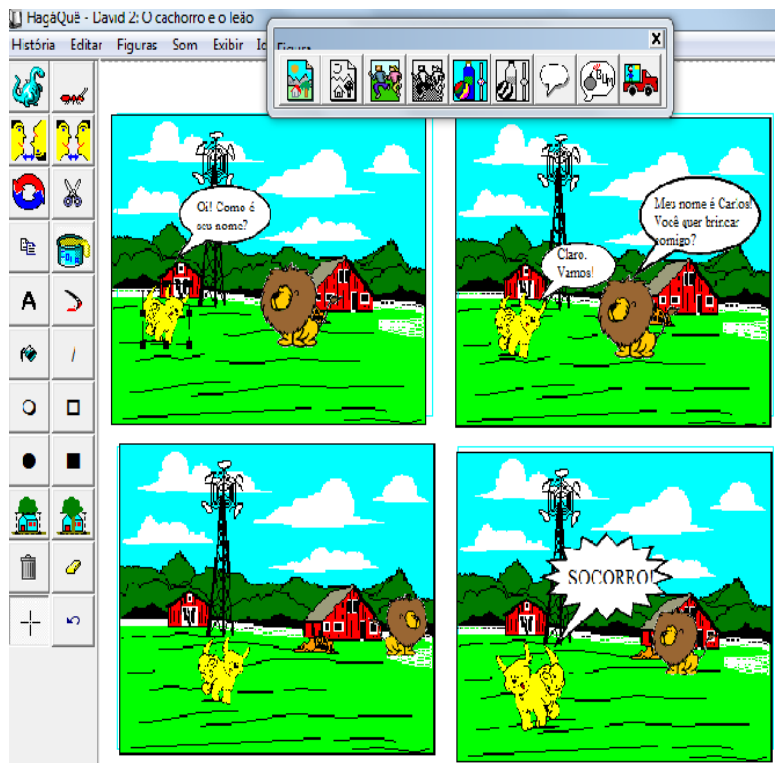 HagáQuê - David 2: O cachorro e o leão
História Editar Figuras Som Exibir
Oi! Como é
seu nome?
Meu nome é Carlos!
Você quer brincar
comigo?
Claro.
Vamos!
SOCORRO!
BUM
A